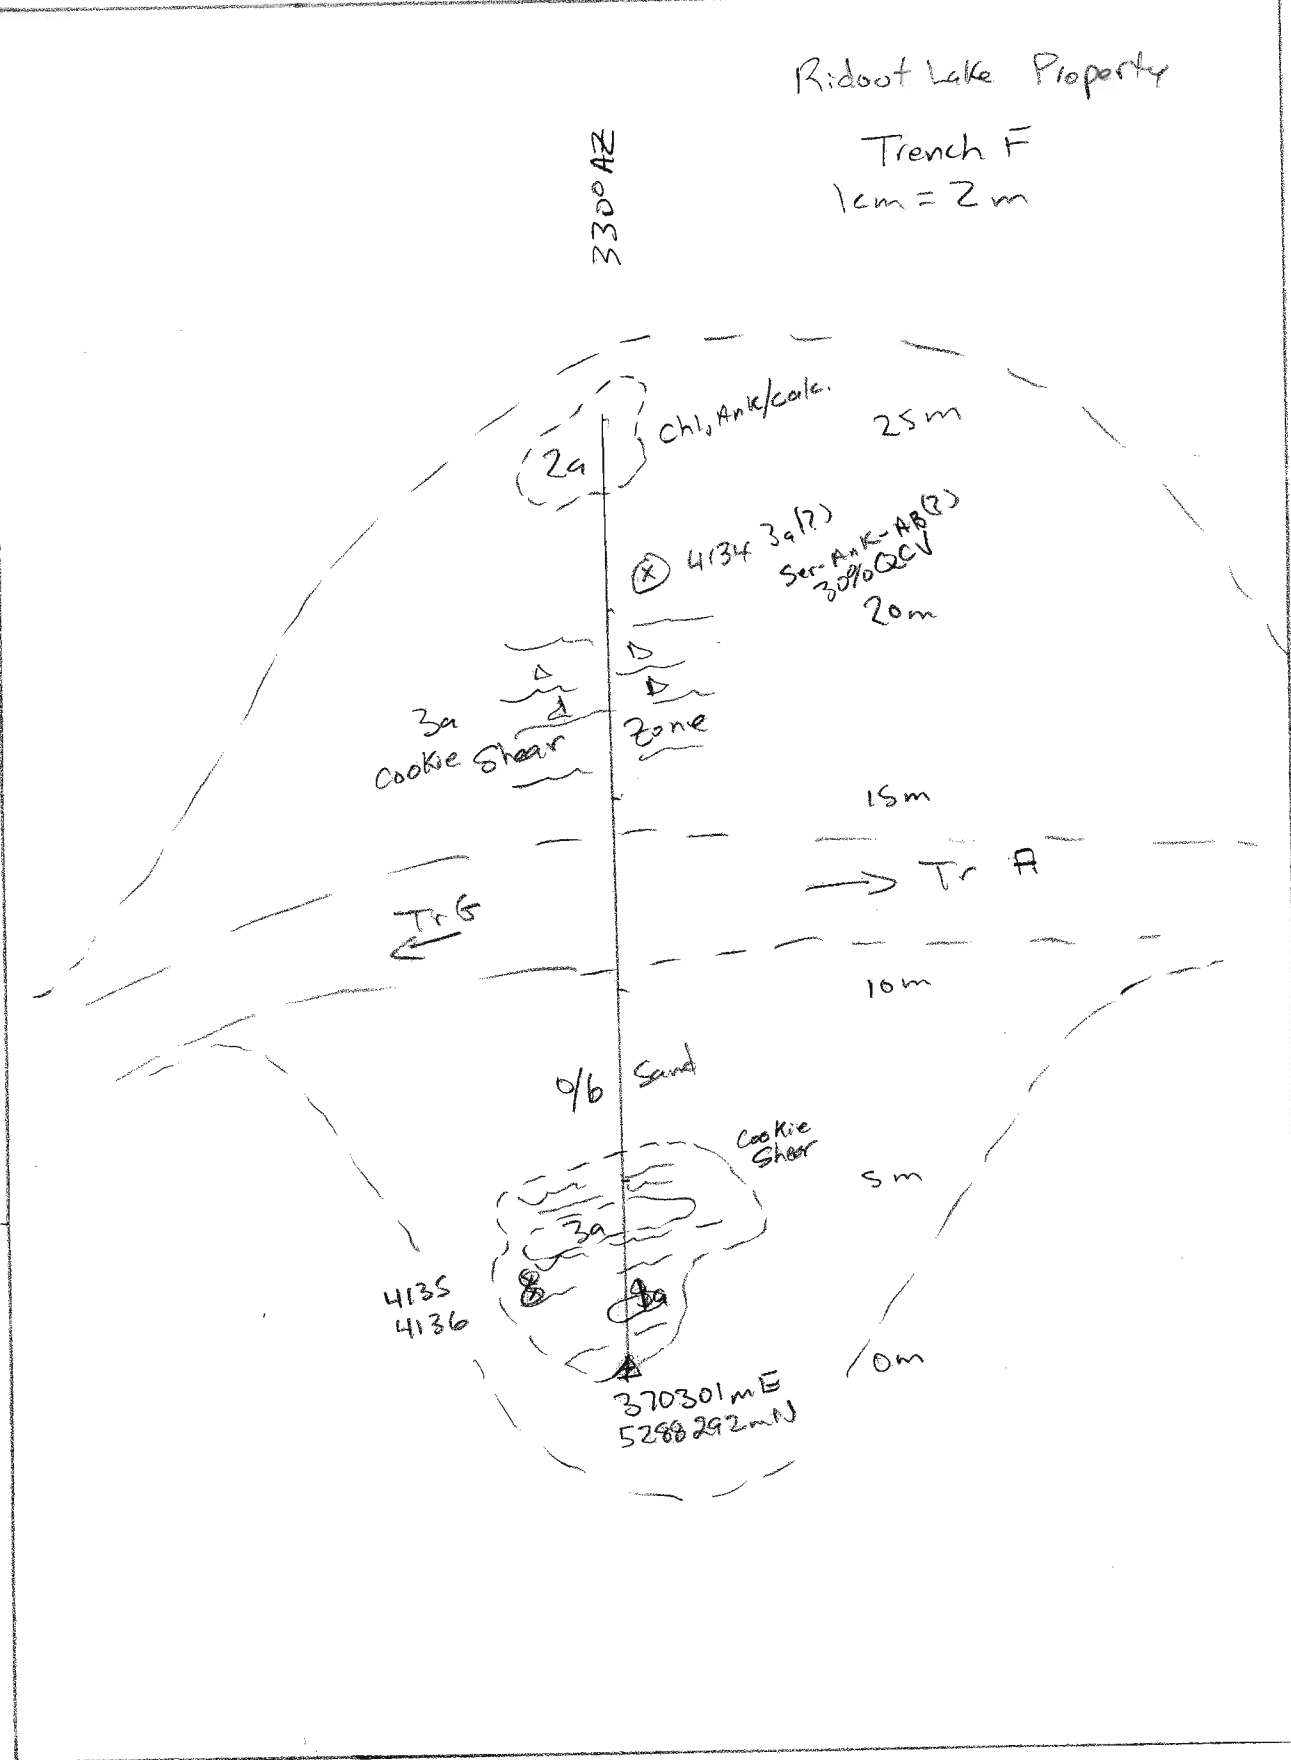 Ridout Lake Property
Trench F
1cm = 2m
330° AZ
Chl, Ank/calc.
25m
2a
4134 3a(?)
Ser-Ank-AB(?)
30% QCV
20m
3a
Cookie Shear Zone
15m
Tr A
Tr G
10m
o/b Sand
Cookie
Shear
5m
3a
8
4135
4136
0m
370301mE
5288292mN